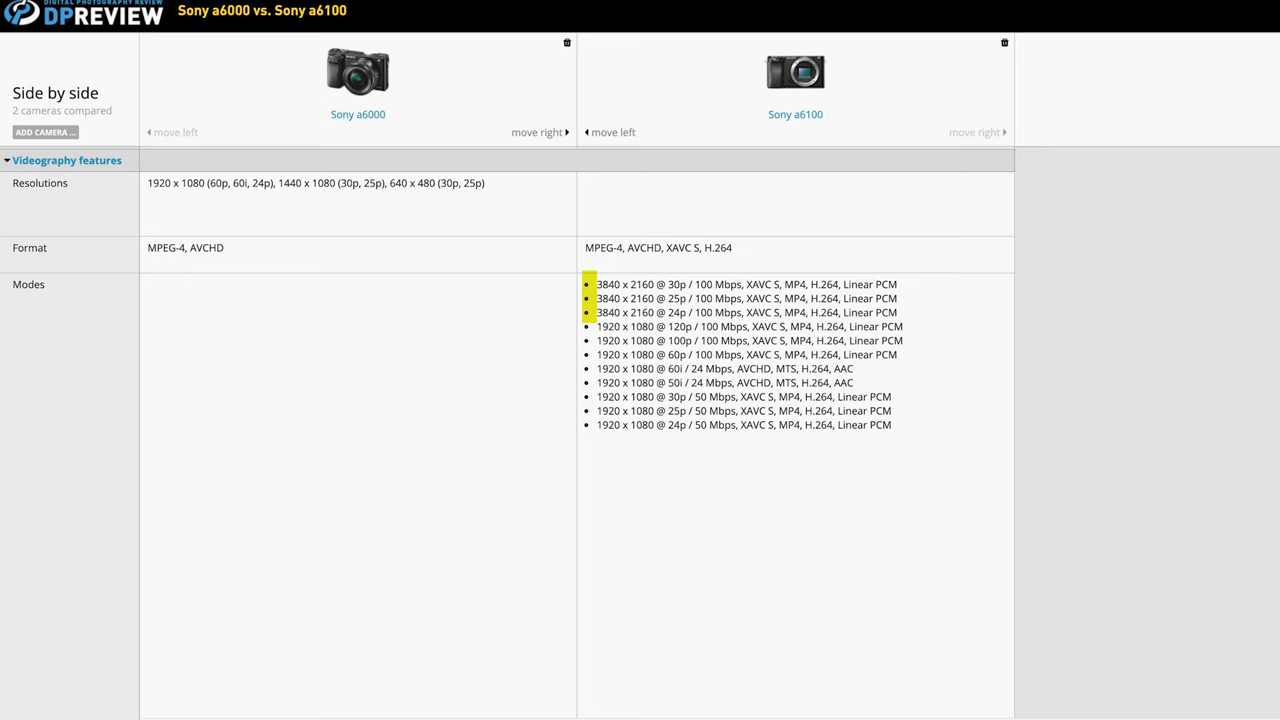 DIGITAL PHOTOGRAPHY REVIEW
DPREVIEW
Sony a6000 vs. Sony a6100
Side by side
2 cameras compared
ADD CAMERA ...
Sony a6000
Sony a6100
move left
move right
move left
move right
Videography features
Resolutions
1920 x 1080 (60p, 60i, 24p), 1440 x 1080 (30p, 25p), 640 x 480 (30p, 25p)
Format
MPEG-4, AVCHD
MPEG-4, AVCHD, XAVC S, H.264
Modes
• 3840 x 2160 @ 30p / 100 Mbps, XAVC S, MP4, H.264, Linear PCM
• 3840 x 2160 @ 25p / 100 Mbps, XAVC S, MP4, H.264, Linear PCM
• 3840 x 2160 @ 24p / 100 Mbps, XAVC S, MP4, H.264, Linear PCM
• 1920 x 1080 @ 120p / 100 Mbps, XAVC S, MP4, H.264, Linear PCM
• 1920 x 1080 @ 100p / 100 Mbps, XAVC S, MP4, H.264, Linear PCM
• 1920 x 1080 @ 60p / 100 Mbps, XAVC S, MP4, H.264, Linear PCM
• 1920 x 1080 @ 60i / 24 Mbps, AVCHD, MTS, H.264, AAC
• 1920 x 1080 @ 50i / 24 Mbps, AVCHD, MTS, H.264, AAC
• 1920 x 1080 @ 30p / 50 Mbps, XAVC S, MP4, H.264, Linear PCM
• 1920 x 1080 @ 25p / 50 Mbps, XAVC S, MP4, H.264, Linear PCM
• 1920 x 1080 @ 24p / 50 Mbps, XAVC S, MP4, H.264, Linear PCM